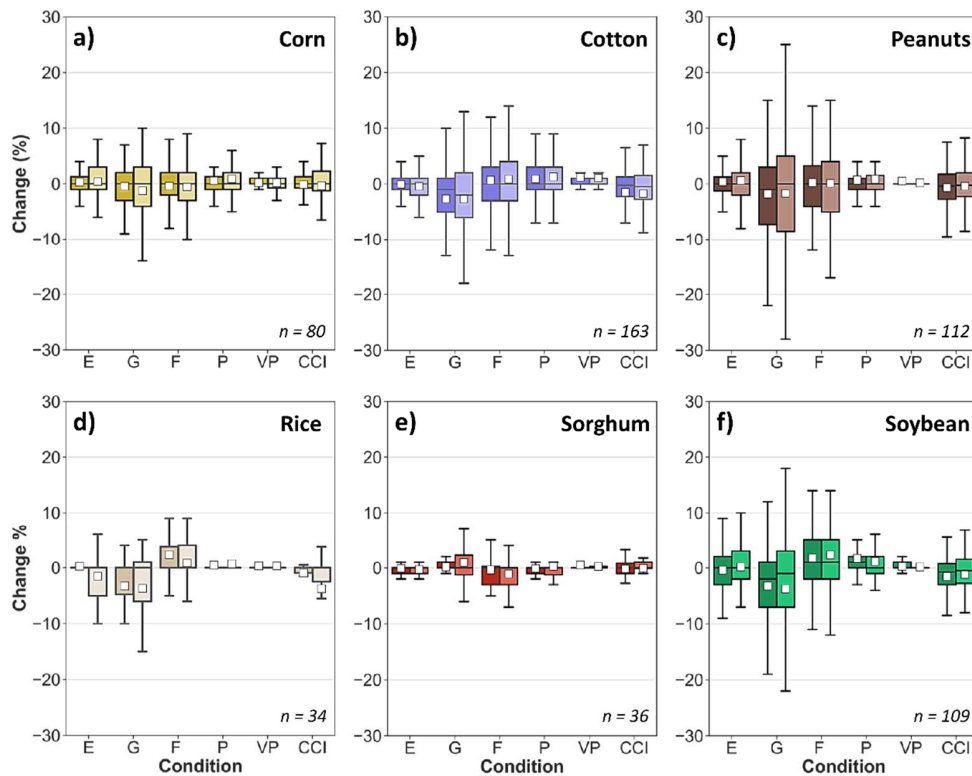 a) Corn
b) Cotton
c) Peanuts
Change (%)
30
20
10
0
−10
−20
−30
30
20
10
0
−10
−20
−30
30
20
10
0
−10
−20
−30
n = 80
n = 163
n = 112
E G F P VP CCI
E G F P VP CCI
E G F P VP CCI
d) Rice
e) Sorghum
f) Soybean
Change %
30
20
10
0
−10
−20
−30
30
20
10
0
−10
−20
−30
30
20
10
0
−10
−20
−30
n = 34
n = 36
n = 109
E G F P VP CCI
E G F P VP CCI
E G F P VP CCI
Condition
Condition
Condition